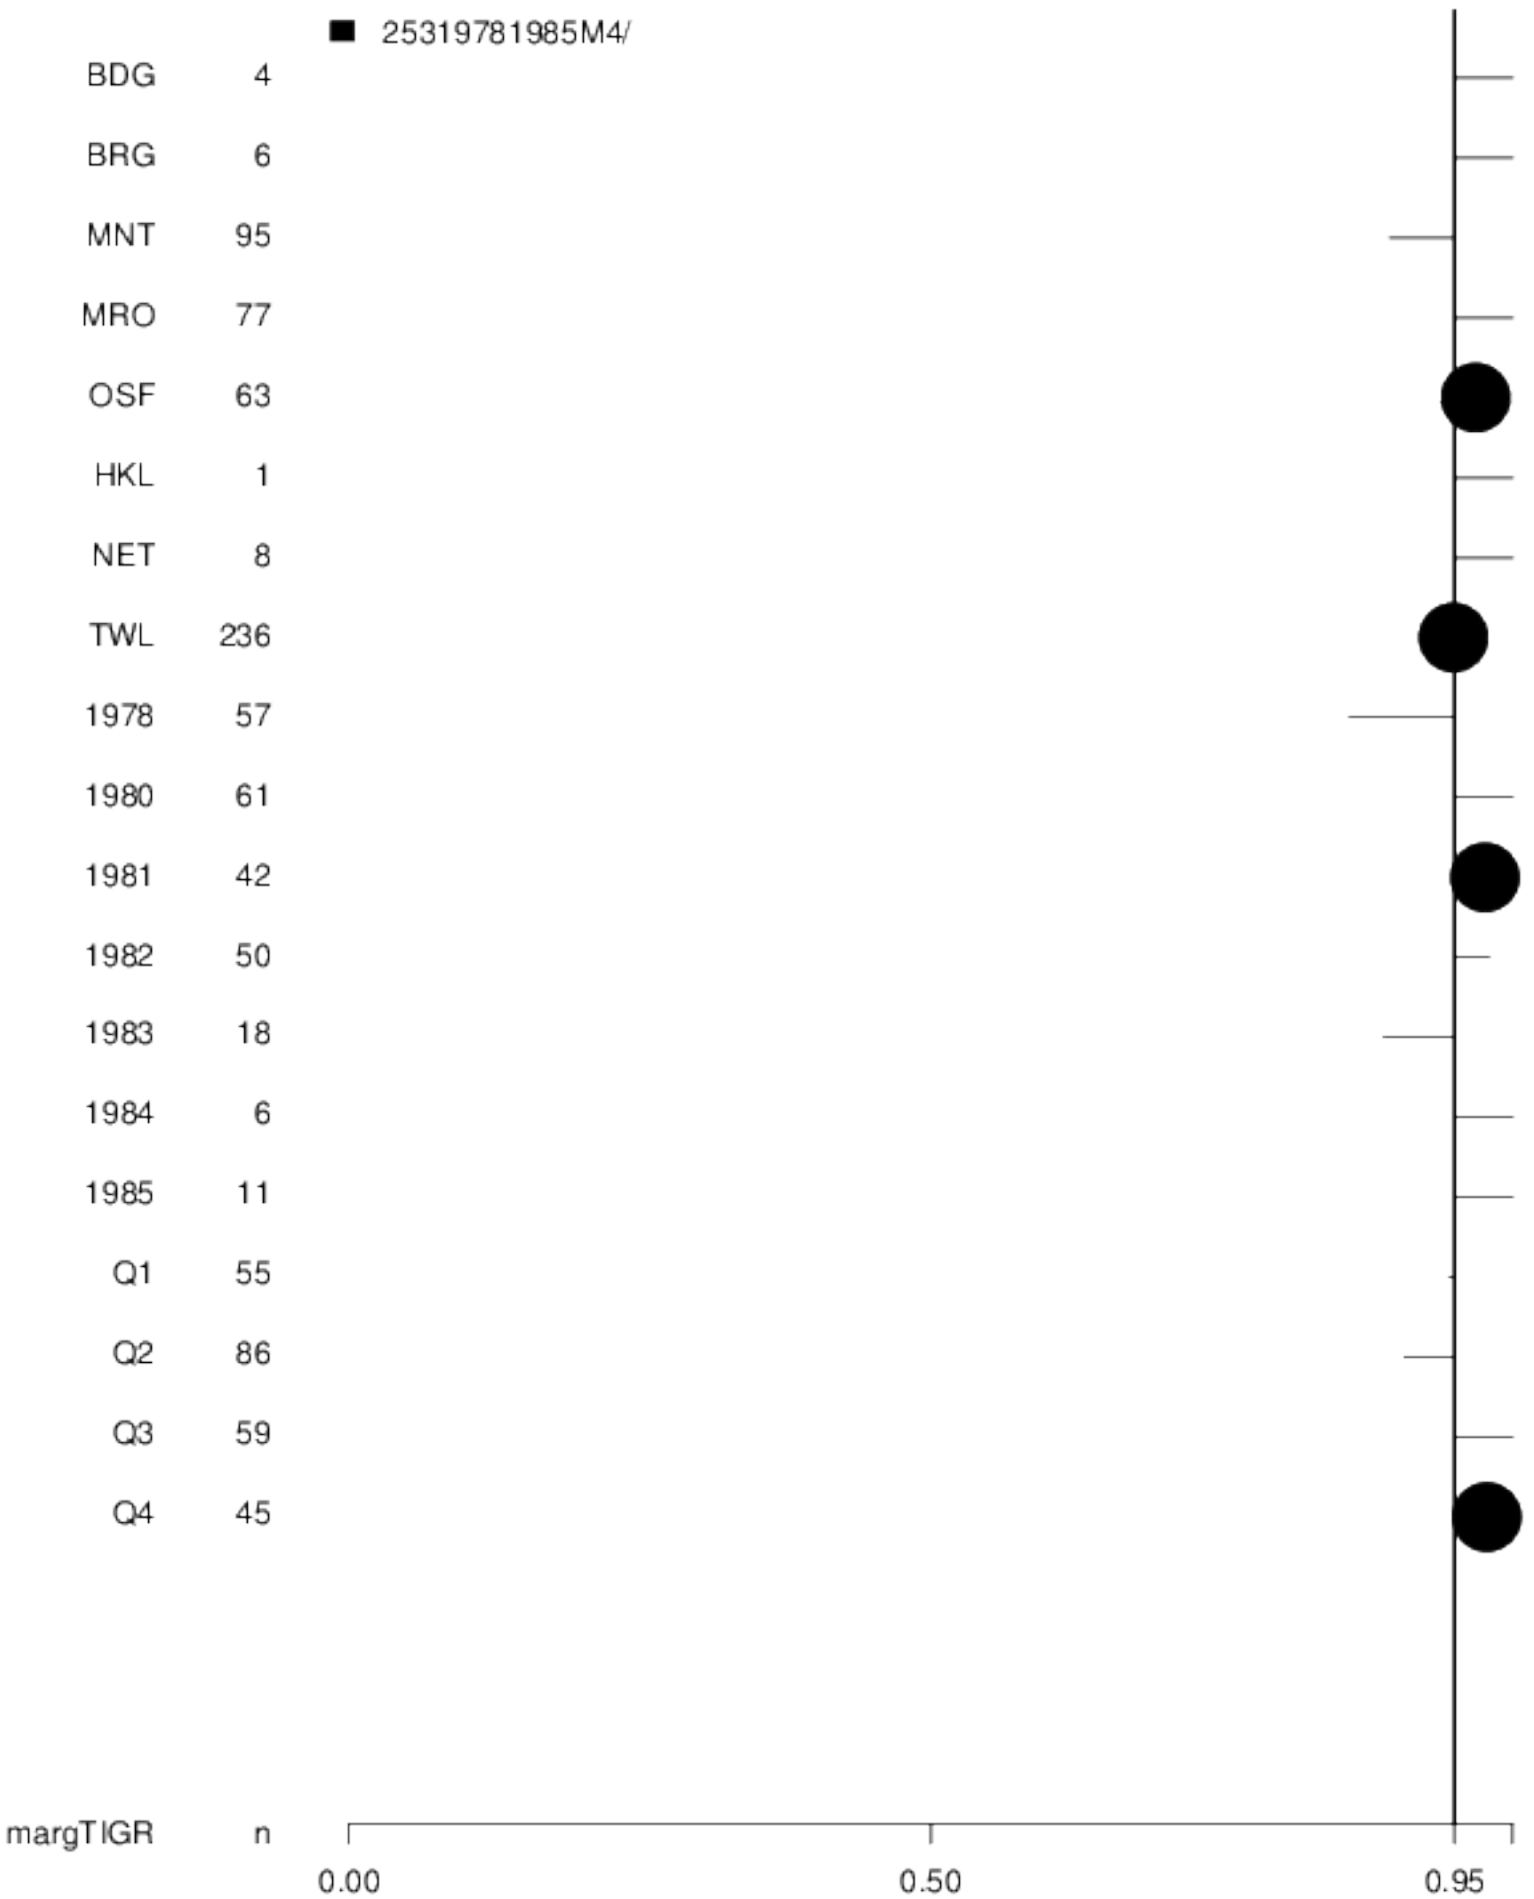 25319781985M4/
BDG 4
BRG 6
MNT 95
MRO 77
OSF 63
HKL 1
NET 8
TWL 236
1978 57
1980 61
1981 42
1982 50
1983 18
1984 6
1985 11
Q1 55
Q2 86
Q3 59
Q4 45
margTIGR n
0.00 0.50 0.95